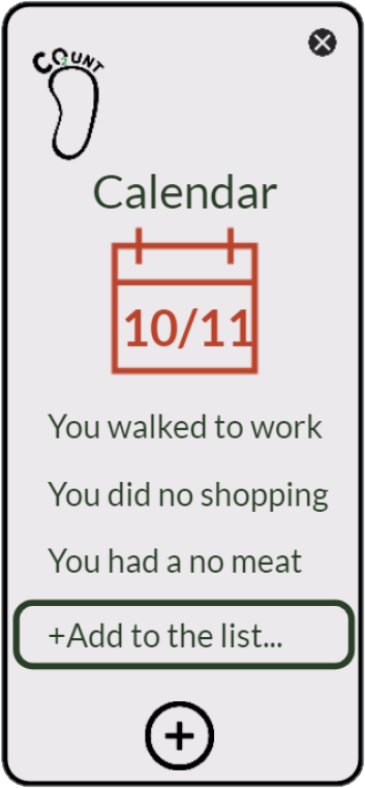 CO2UNT
Calendar
10/11
You walked to work
You did no shopping
You had a no meat
+Add to the list...